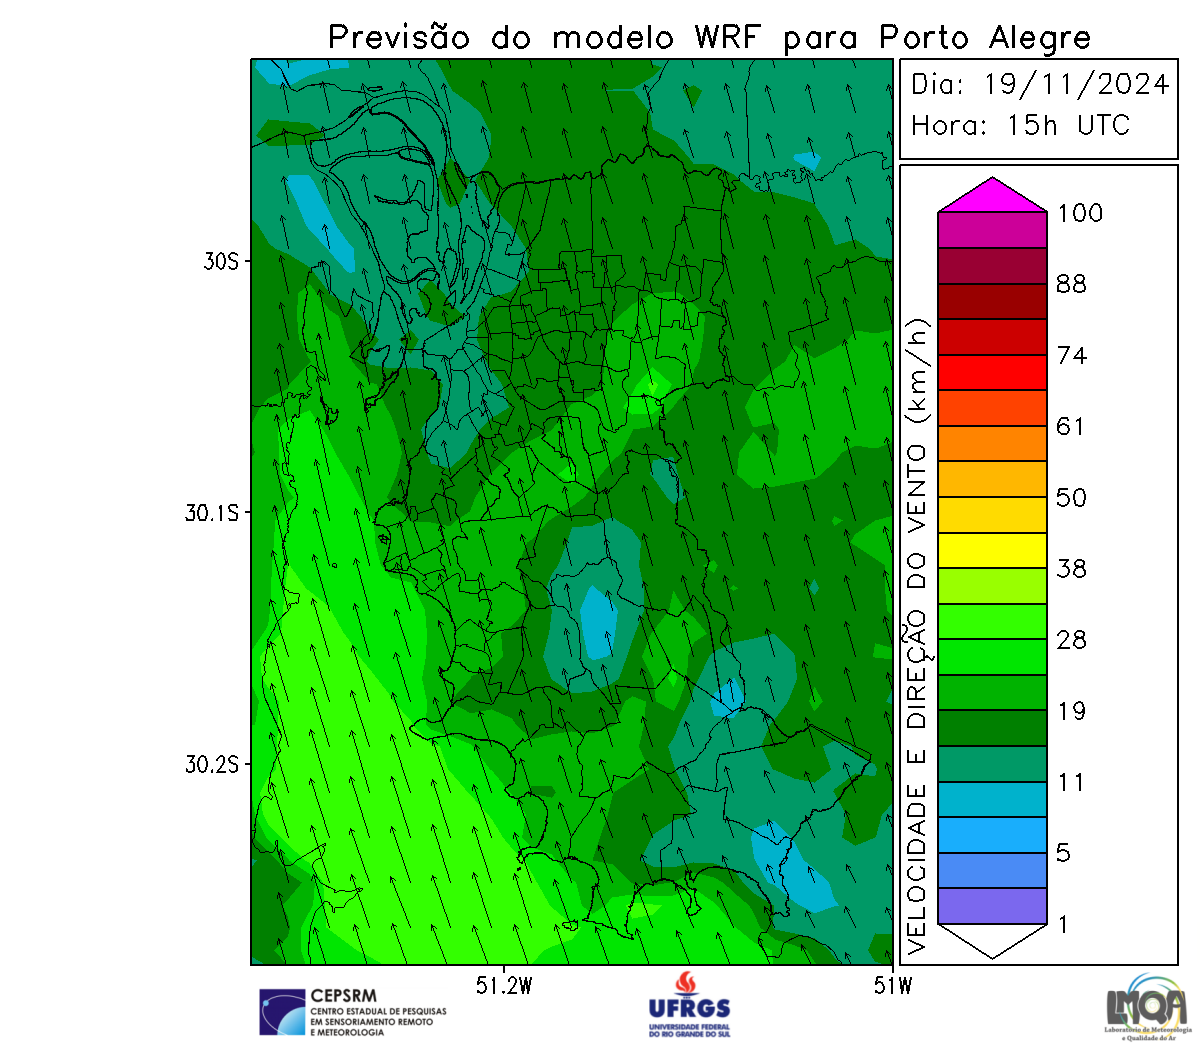 Previsão do modelo WRF para Porto Alegre
Dia: 19/11/2024
Hora: 15h UTC
30S
30.1S
30.2S
51.2W
51W
VELOCIDADE E DIREÇÃO DO VENTO (km/h)
100
88
74
61
50
38
28
19
11
5
1
CEPSRM
CENTRO ESTADUAL DE PESQUISAS
EM SENSORIAMENTO REMOTO
E METEOROLOGIA
UFRGS
UNIVERSIDADE FEDERAL
DO RIO GRANDE DO SUL
LMQA
Laboratório de Meteorologia
e Qualidade do Ar